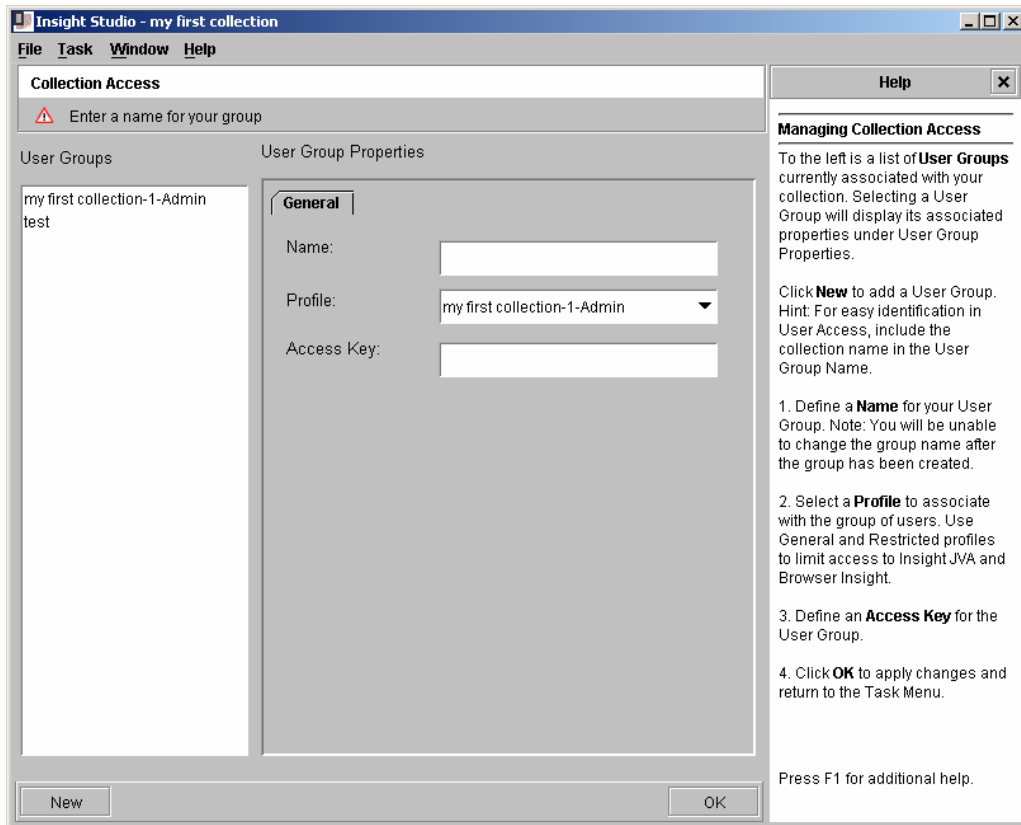 Insight Studio - my first collection
File Task Window Help
Collection Access
Enter a name for your group
User Groups
my first collection-1-Admin
test
User Group Properties
General
Name:
Profile:
my first collection-1-Admin
Access Key:
New
OK
Help
Managing Collection Access
To the left is a list of User Groups
currently associated with your
collection. Selecting a User
Group will display its associated
properties under User Group
Properties.
Click New to add a User Group.
Hint: For easy identification in
User Access, include the
collection name in the User
Group Name.
1. Define a Name for your User
Group. Note: You will be unable
to change the group name after
the group has been created.
2. Select a Profile to associate
with the group of users. Use
General and Restricted profiles
to limit access to Insight JVA and
Browser Insight.
3. Define an Access Key for the
User Group.
4. Click OK to apply changes and
return to the Task Menu.
Press F1 for additional help.